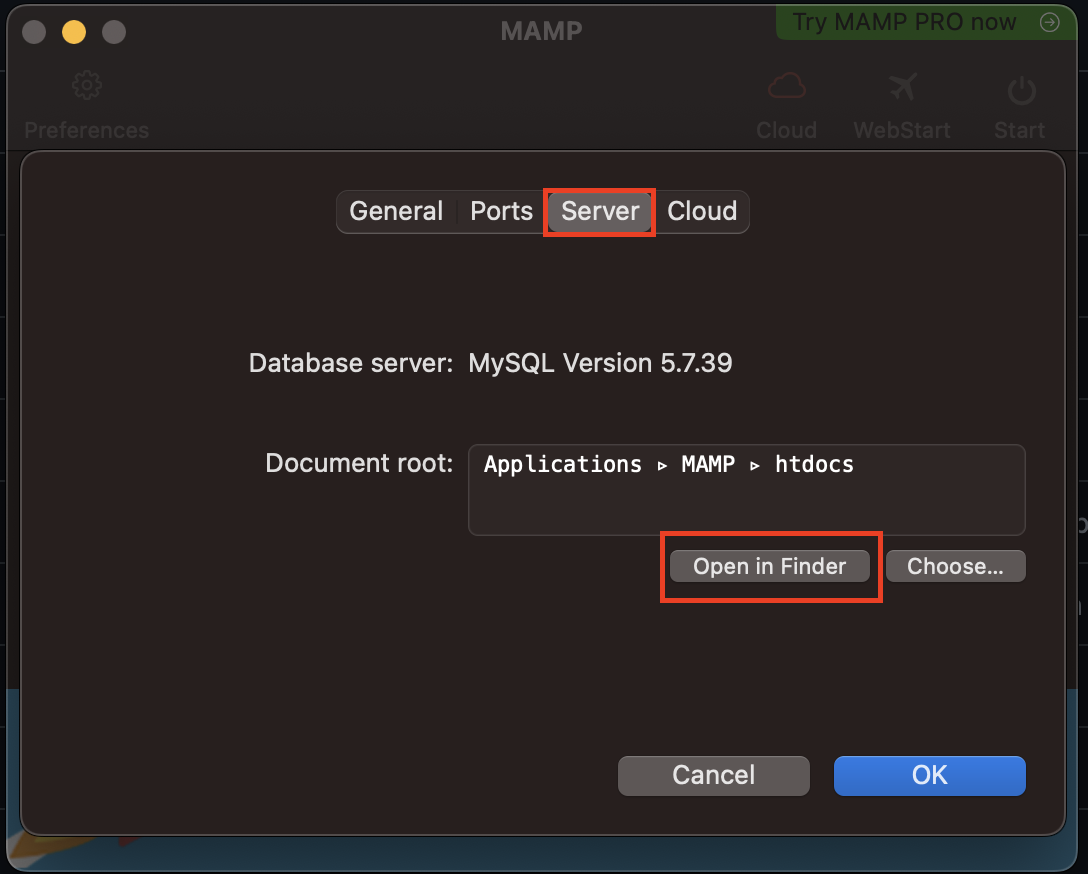 MAMP
Try MAMP PRO now
Preferences
Cloud
WebStart
Start
General
Ports
Server
Cloud
Database server: MySQL Version 5.7.39
Document root: Applications ▹ MAMP ▹ htdocs
Open in Finder
Choose...
Cancel
OK